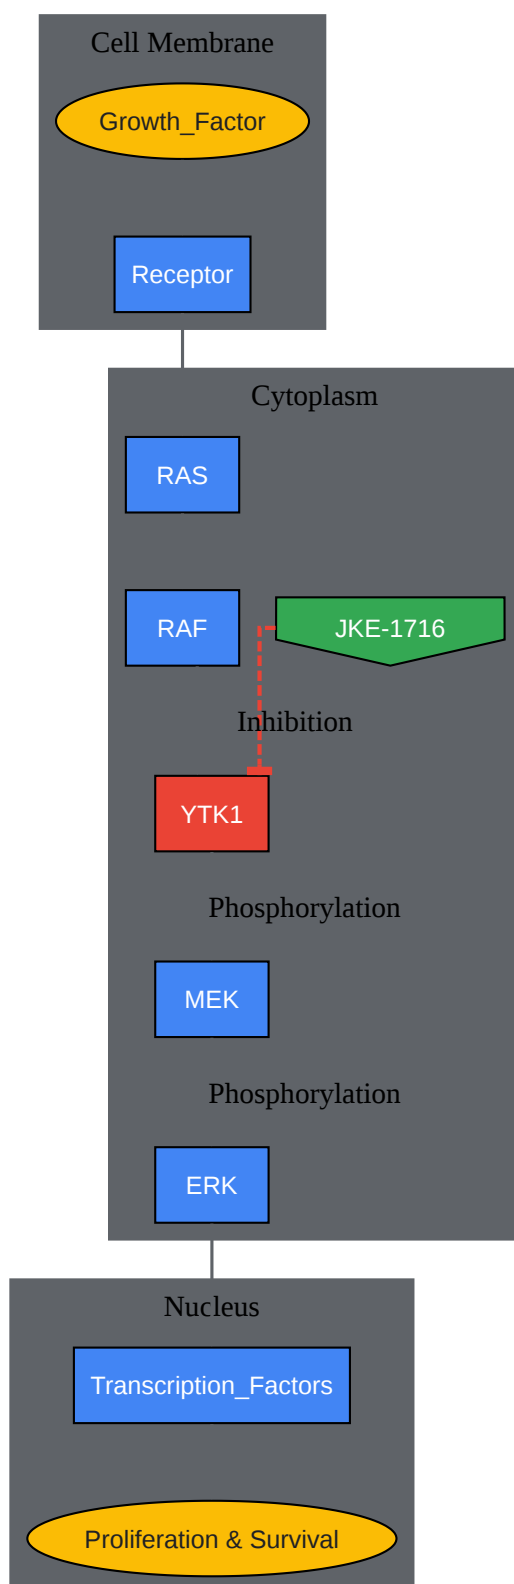 Cell Membrane
Growth_Factor
Receptor
Cytoplasm
RAS
RAF
JKE-1716
Inhibition
YTK1
Phosphorylation
MEK
Phosphorylation
ERK
Nucleus
Transcription_Factors
Proliferation & Survival